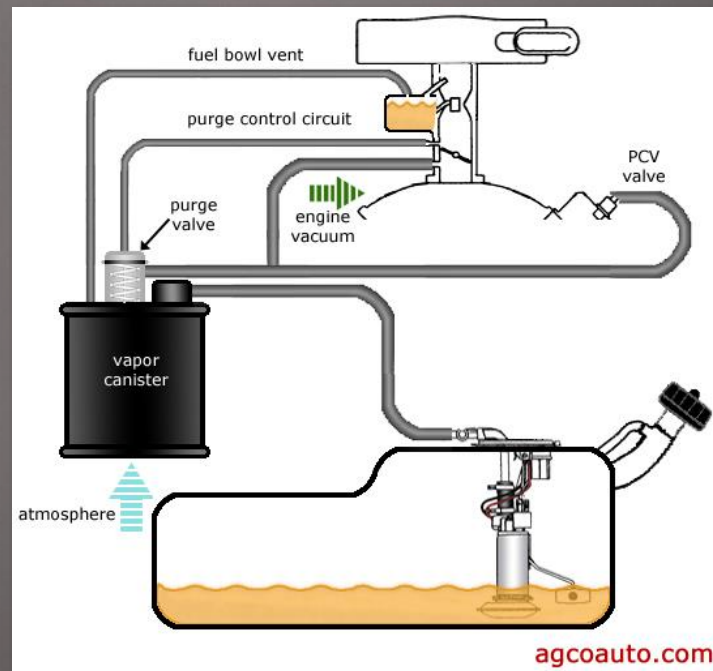 fuel bowl vent
purge control circuit
PCV
valve
purge
valve
engine
vacuum
vapor
canister
atmosphere
agcoauto.com